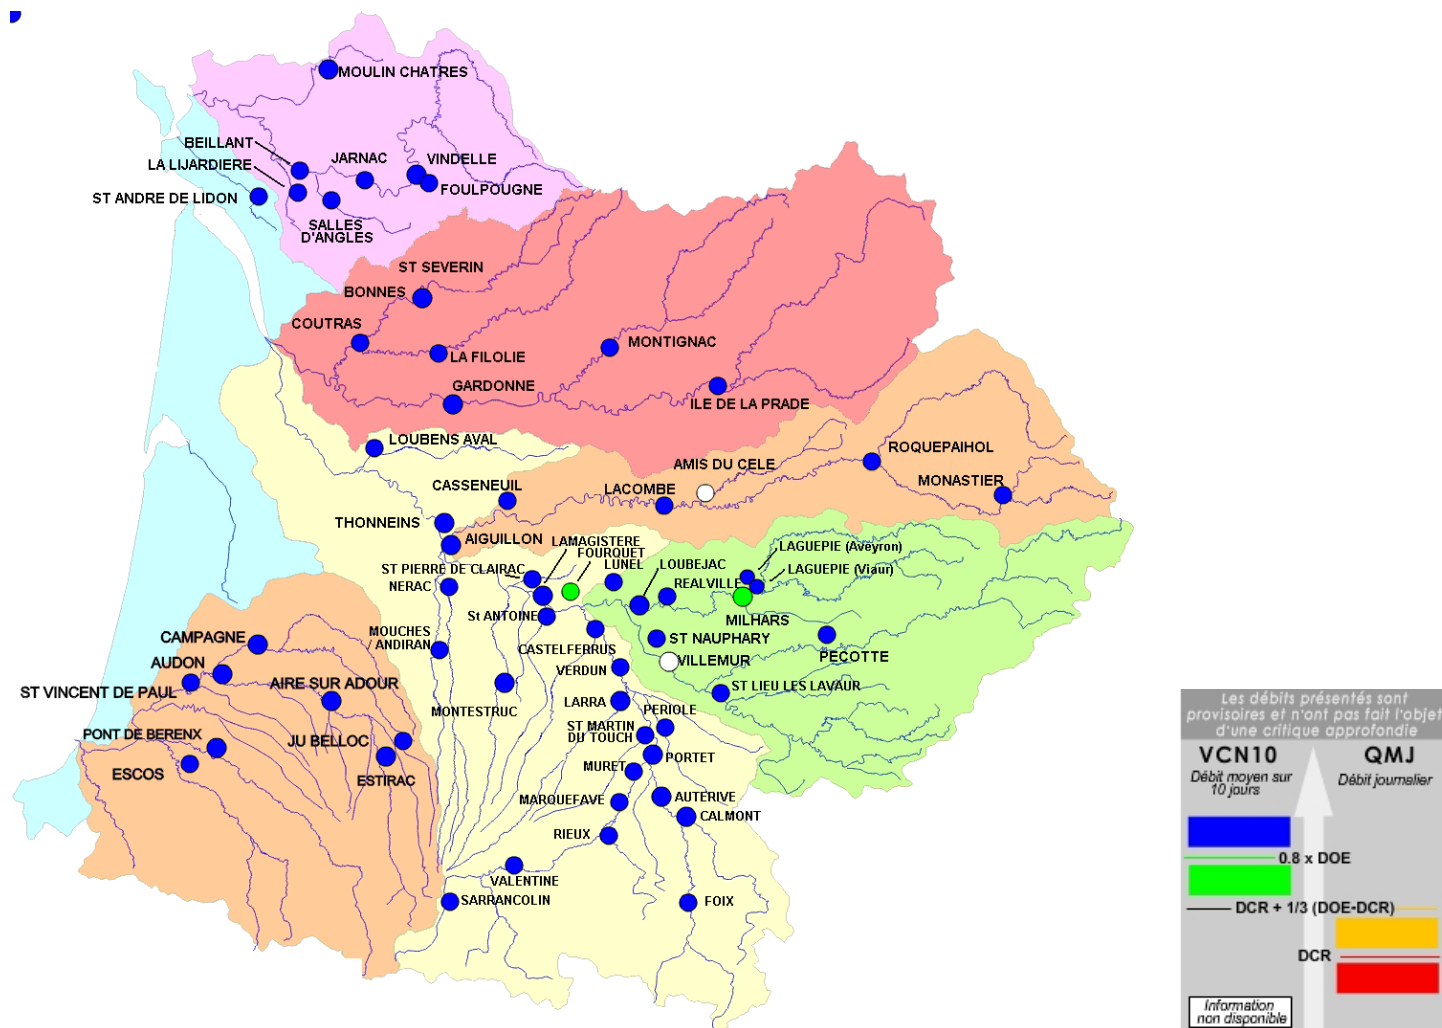 MOULIN CHATRES
BEILLANT
LA LIJARDIERE
JARNAC
VINDELLE
FOULPOUGNE
ST ANDRE DE LIDON
SALLES
D'ANGLES
ST SEVERIN
BONNES
COUTRAS
LA FILOLIE
MONTIGNAC
GARDONNE
ILE DE LA PRADE
LOUBENS AVAL
ROQUEPAIHOL
AMIS DU CELE
MONASTIER
CASSENEUIL
LACOMBE
THONNEINS
AIGUILLON
LAMAGISTERE
FOURQUET
LUNEL
LAGUEPIE (Aveyron)
LAGUEPIE (Viaur)
ST PIERRE DE CLAIRAC
NERAC
LOUBEJAC
REALVILLE
St ANTOINE
MILHARS
CAMPAGNE
MOUCHES
/ ANDIRAN
CASTELFERRUS
ST NAUPHARY
PECOTTE
AUDON
VERDUN
VILLEMUR
ST VINCENT DE PAUL
AIRE SUR ADOUR
ST LIEU LES LAVAUR
LARRA
MONTESTRUC
PERIOLE
PONT DE BERENX
JU BELLOC
ST MARTIN
DU TOUCH
PORTET
ESCOS
ESTIRAC
MURET
MARQUEFAVE
AUTERIVE
CALMONT
RIEUX
VALENTINE
SARRANCOLIN
FOIX
Les débits présentés sont
provisoires et n'ont pas fait l'objet
d'une critique approfondie
VCN10
QMJ
Débit moyen sur
10 jours
Débit journalier
0.8 x DOE
DCR + 1/3 (DOE-DCR)
DCR
Information
non disponible